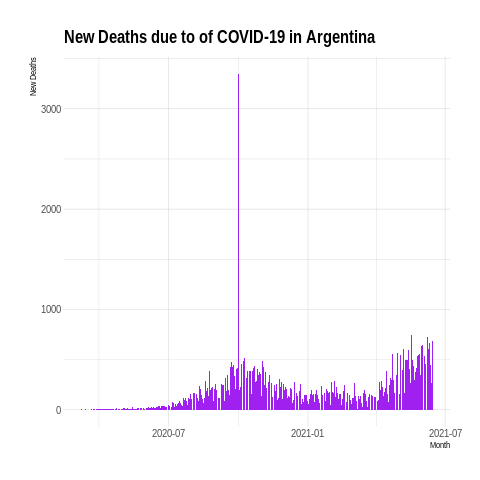 New Deaths due to of COVID-19 in Argentina
New Deaths
3000
2000
1000
0
2020-07
2021-01
2021-07
Month